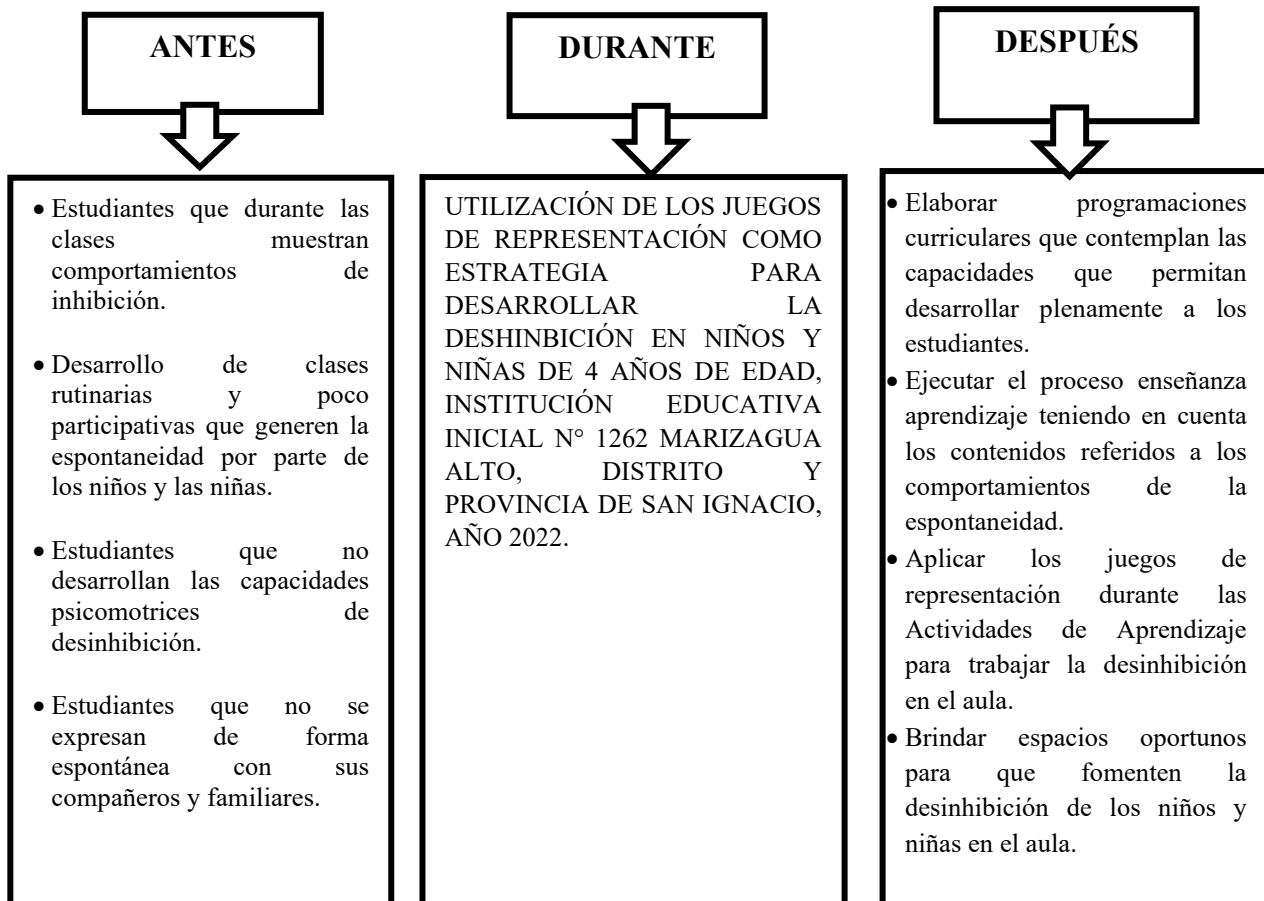 ANTES
• Estudiantes que durante las
clases muestran
comportamientos de
inhibición.
• Desarrollo de clases
rutinarias y poco
participativas que generen la
espontaneidad por parte de
los niños y las niñas.
• Estudiantes que no
desarrollan las capacidades
psicomotrices de
desinhibición.
• Estudiantes que no se
expresan de forma
espontánea con sus
compañeros y familiares.
DURANTE
UTILIZACIÓN DE LOS JUEGOS
DE REPRESENTACIÓN COMO
ESTRATEGIA PARA
DESARROLLAR LA
DESHINBICIÓN EN NIÑOS Y
NIÑAS DE 4 AÑOS DE EDAD,
INSTITUCIÓN EDUCATIVA
INICIAL N° 1262 MARIZAGUA
ALTO, DISTRITO Y
PROVINCIA DE SAN IGNACIO,
AÑO 2022.
DESPUÉS
• Elaborar programaciones
curriculares que contemplan las
capacidades que permitan
desarrollar plenamente a los
estudiantes.
• Ejecutar el proceso enseñanza
aprendizaje teniendo en cuenta
los contenidos referidos a los
comportamientos de la
espontaneidad.
• Aplicar los juegos de
representación durante las
Actividades de Aprendizaje
para trabajar la desinhibición
en el aula.
• Brindar espacios oportunos
para que fomenten la
desinhibición de los niños y
niñas en el aula.